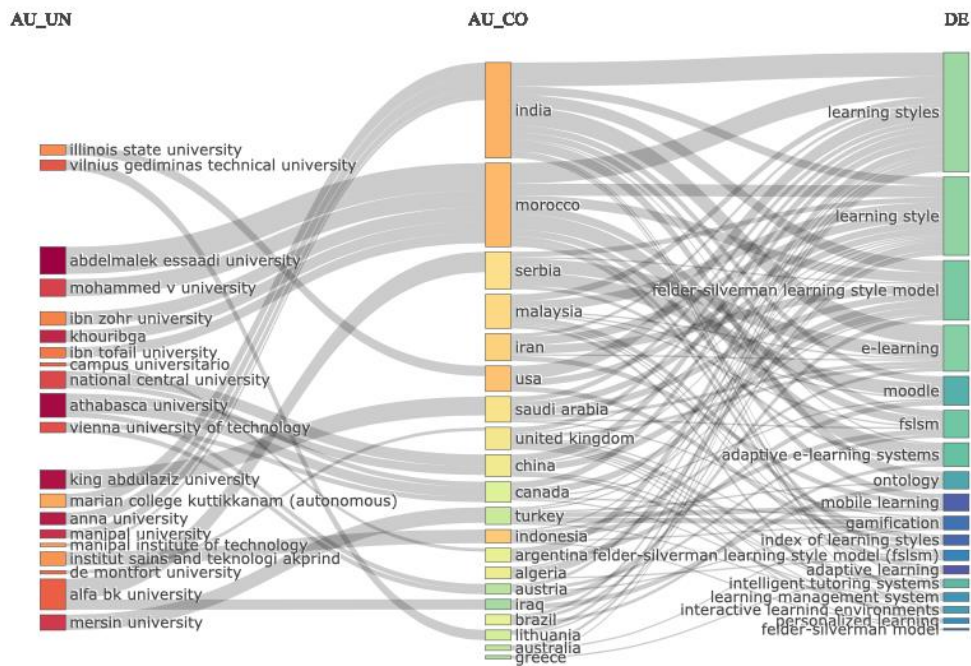 AU_UN AU_CO DE
illinois state university
vilnius gediminas technical university
abdelmalek essaadi university
mohammed v university
ibn zohr university
khouribga
ibn tofail university
campus universitario
national central university
athabasca university
vienna university of technology
king abdulaziz university
marian college kuttikkanam (autonomous)
anna university
manipal university
manipal institute of technology
institut sains and teknologi akprind
de montfort university
alfa bk university
mersin university
india
morocco
serbia
malaysia
iran
usa
saudi arabia
united kingdom
china
canada
turkey
indonesia
argentina
algeria
austria
iraq
brazil
lithuania
australia
greece
learning styles
learning style
felder-silverman learning style model
e-learning
moodle
fslsm
adaptive e-learning systems
ontology
mobile learning
gamification
index of learning styles
felder-silverman learning style model (fslsm)
adaptive learning
intelligent tutoring systems
learning management system
interactive learning environments
personalized learning
felder-silverman model